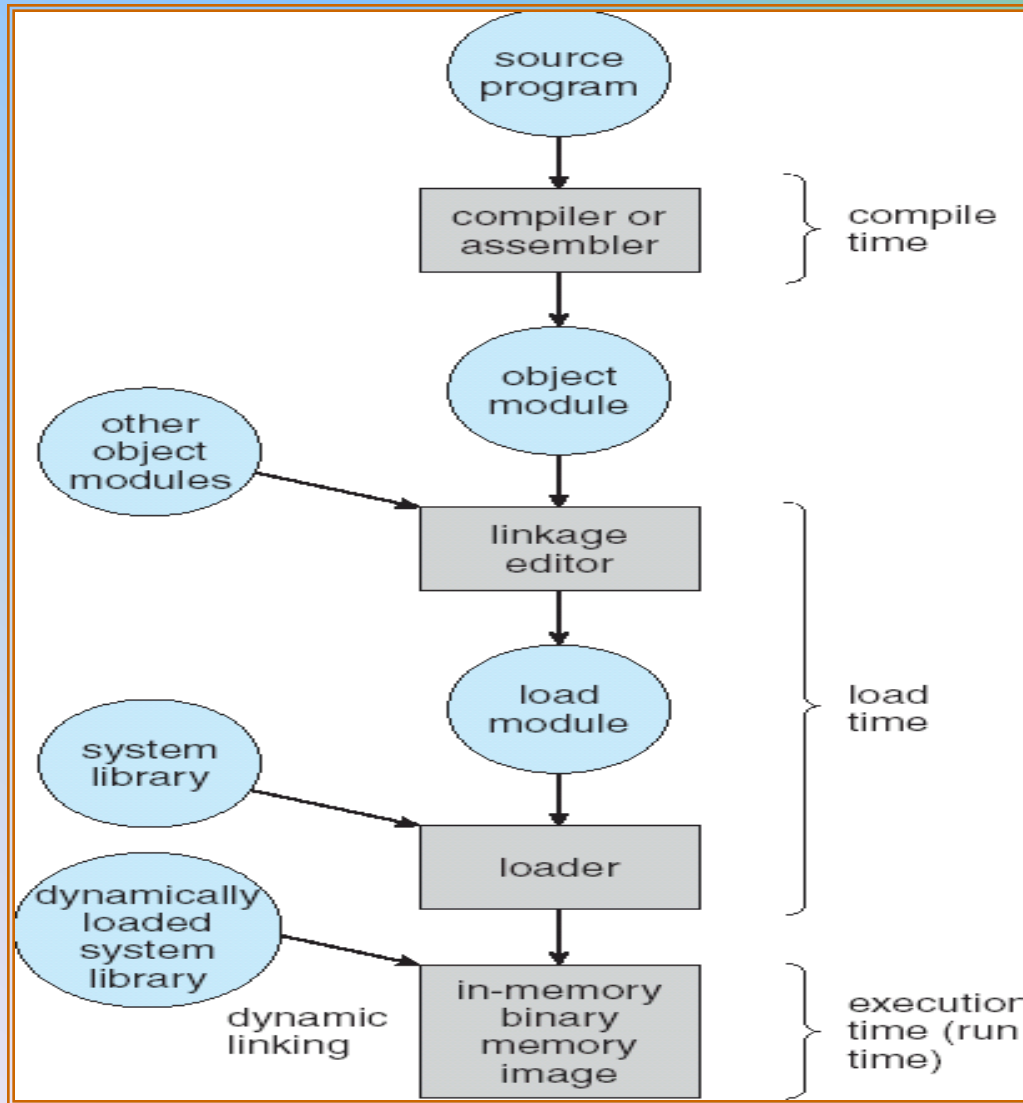 source
program
compiler or
assembler
compile
time
object
module
other
object
modules
linkage
editor
load
module
load
time
system
library
loader
dynamically
loaded
system
library
dynamic
linking
in-memory
binary
memory
image
execution
time (run
time)